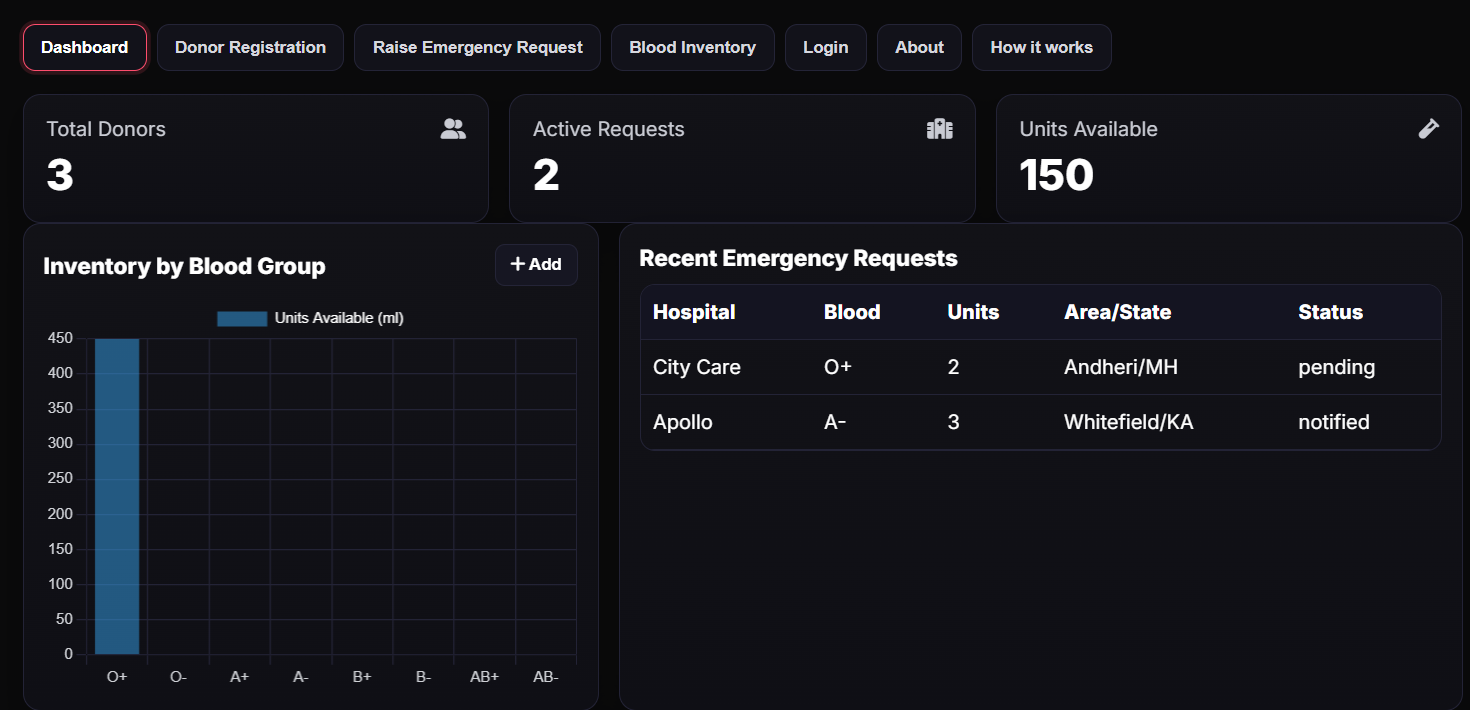 Dashboard Donor Registration Raise Emergency Request Blood Inventory Login About How it works
Total Donors
3
Active Requests
2
Units Available
150
Inventory by Blood Group
+ Add
Units Available (ml)
450
400
350
300
250
200
150
100
50
0
O+ O- A+ A- B+ B- AB+ AB-
Recent Emergency Requests
Hospital Blood Units Area/State Status
City Care O+ 2 Andheri/MH pending
Apollo A- 3 Whitefield/KA notified